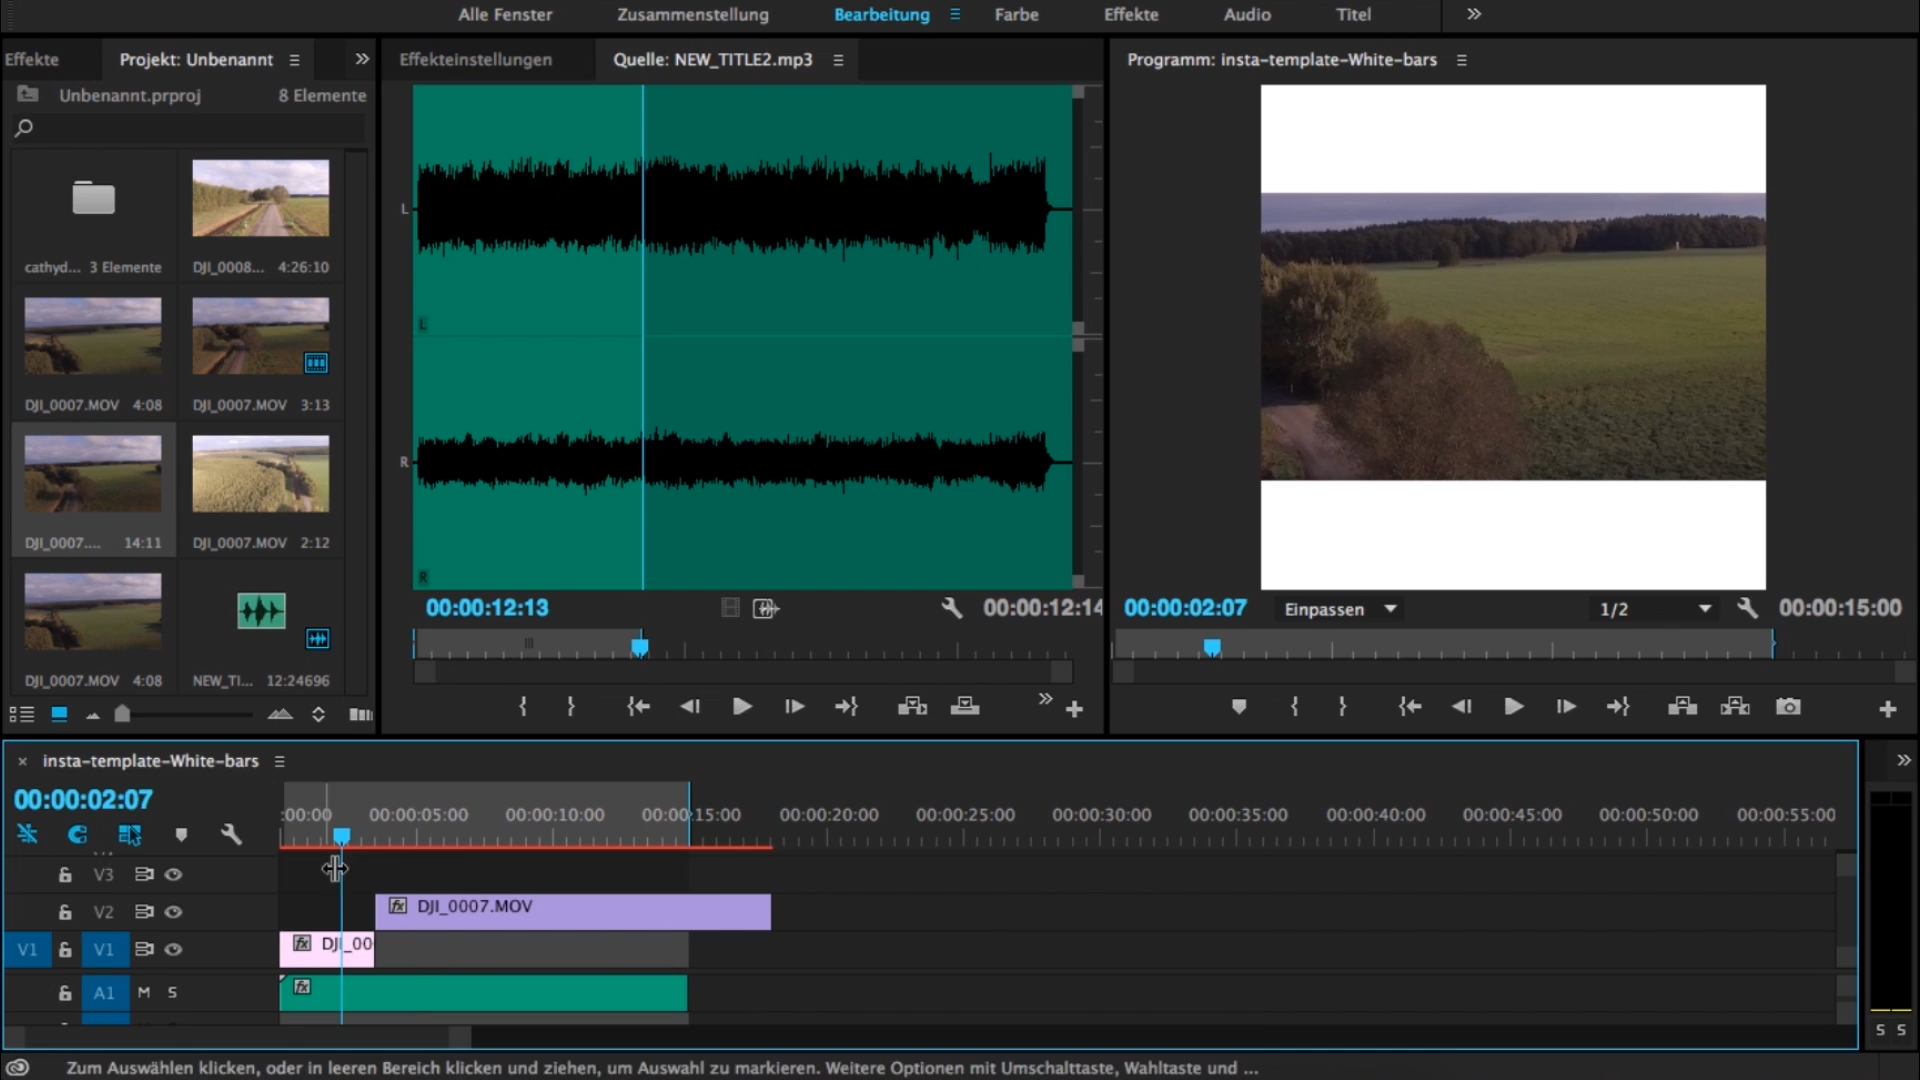 Alle Fenster Zusammenstellung Bearbeitung Farbe Effekte Audio Titel
Effekte Projekt: Unbenannt
Unbenannt.prproj 8 Elemente
cathyd... 3 Elemente DJI_0008... 4:26:10
DJI_0007.MOV 4:08 DJI_0007.MOV 3:13
DJI_0007.... 14:11 DJI_0007.MOV 2:12
DJI_0007.MOV 4:08 NEW_TI... 12:24696
Effekteinstellungen Quelle: NEW_TITLE2.mp3
L
L
R
R
00:00:12:13 00:00:12:14
Programm: insta-template-White-bars
00:00:02:07 Einpassen 1/2 00:00:15:00
insta-template-White-bars
00:00:02:07
:00:00 00:00:05:00 00:00:10:00 00:00:15:00 00:00:20:00 00:00:25:00 00:00:30:00 00:00:35:00 00:00:40:00 00:00:45:00 00:00:50:00 00:00:55:00
V3
V2 fx DJI_0007.MOV
V1 V1 fx DJI_00
A1 M S fx
S S
Zum Auswählen klicken, oder in leeren Bereich klicken und ziehen, um Auswahl zu markieren. Weitere Optionen mit Umschalttaste, Wahltaste und ...